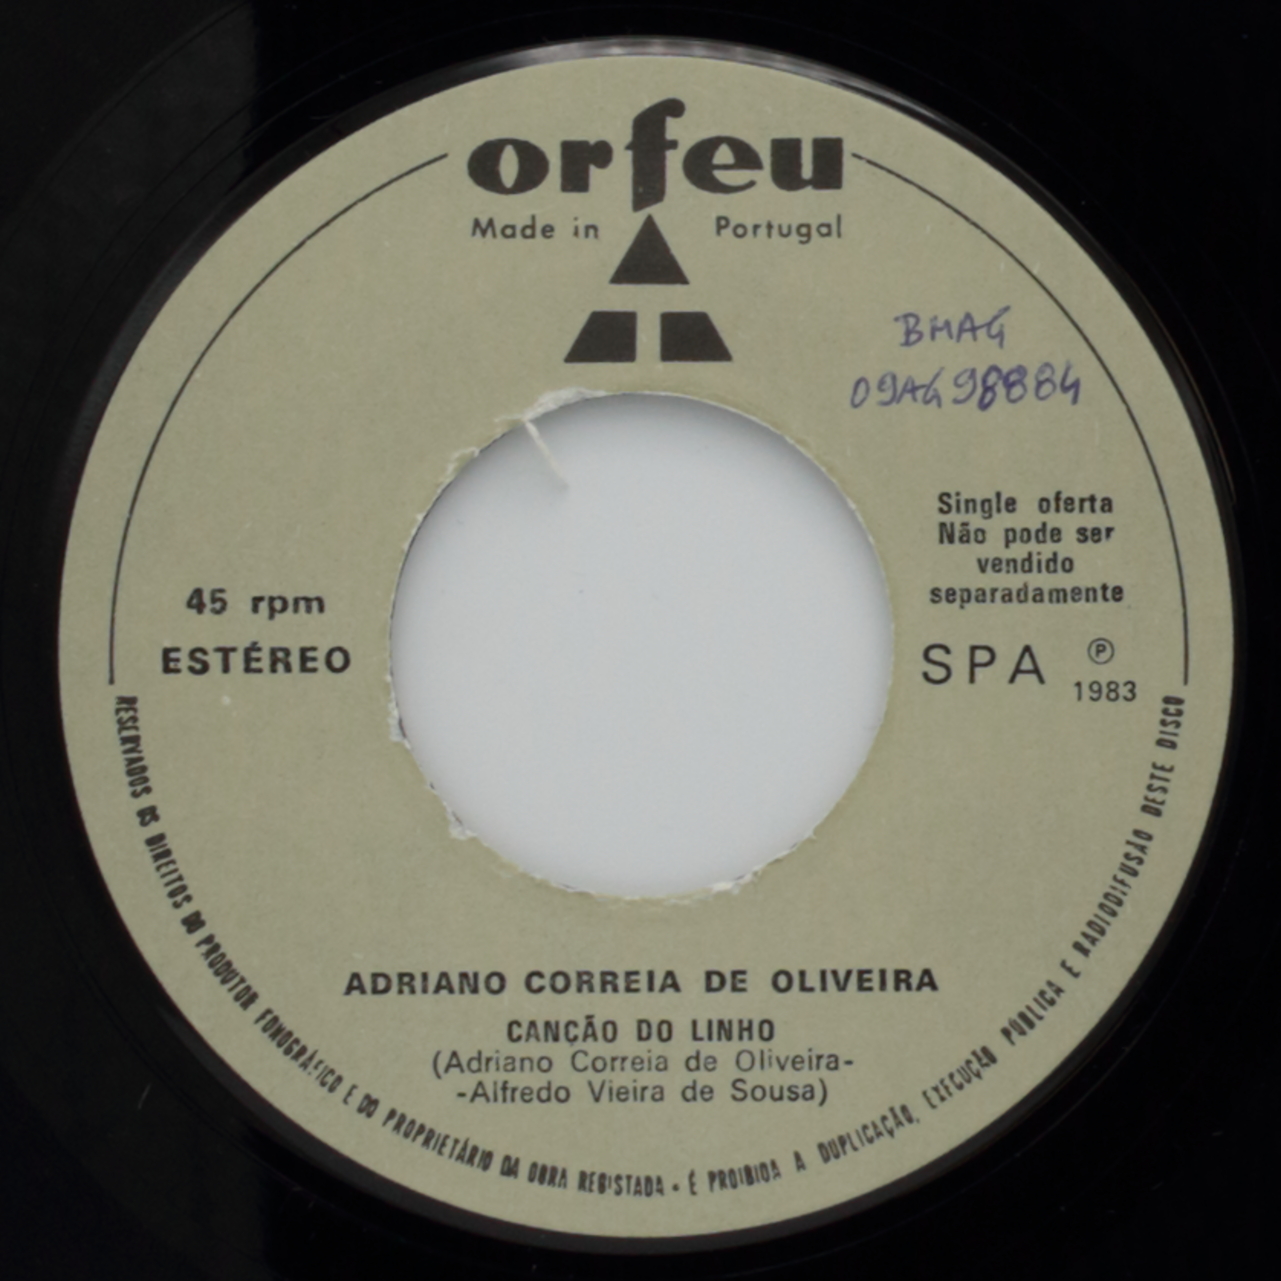 orfeu
Made in Portugal
BMAG
09AG98884
Single oferta
Não pode ser
vendido
separadamente
45 rpm
ESTÉREO
SPA ℗
1983
ADRIANO CORREIA DE OLIVEIRA
CANÇÃO DO LINHO
(Adriano Correia de Oliveira-
-Alfredo Vieira de Sousa)
RESERVADOS OS DIREITOS DO PRODUTOR FONOGRÁFICO E DO PROPRIETÁRIO DA OBRA REGISTADA - É PROIBIDA A DUPLICAÇÃO, EXECUÇÃO PÚBLICA E RADIODIFUSÃO DESTE DISCO